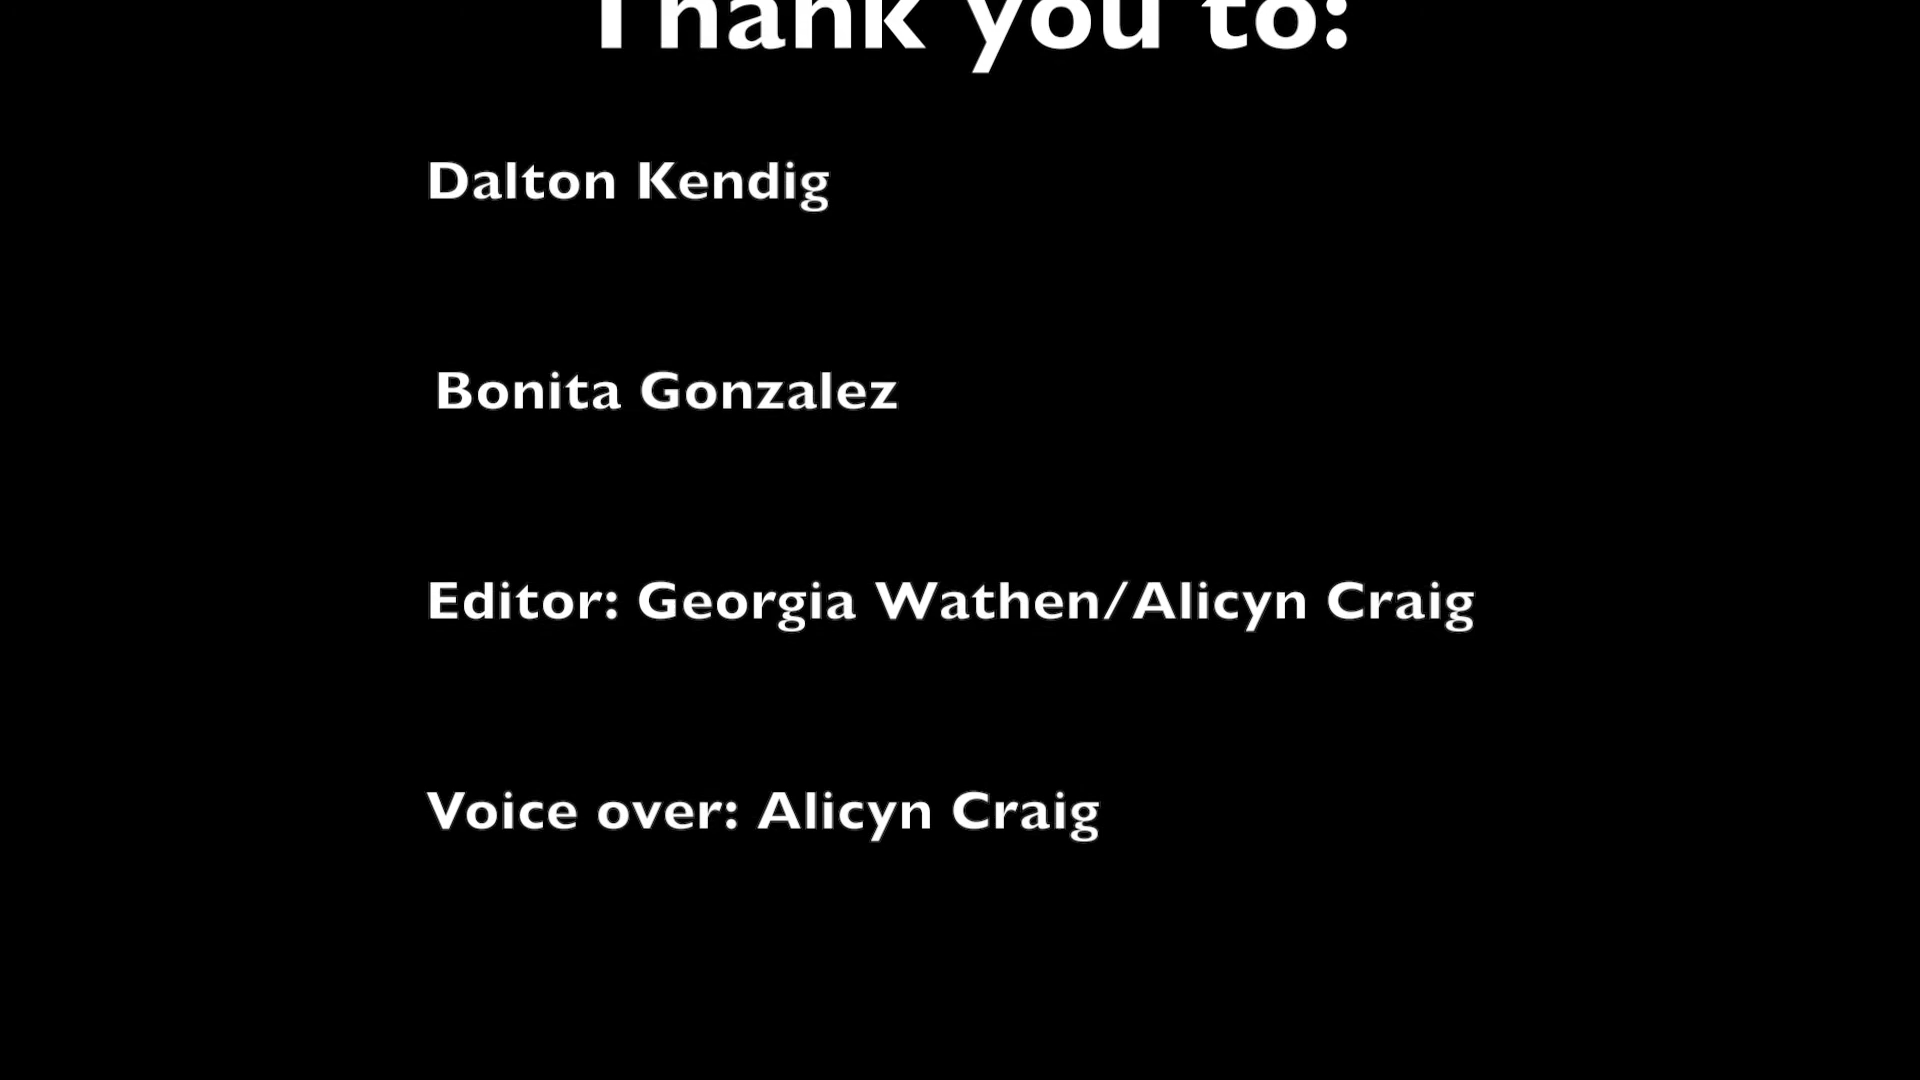 Thank you to:
Dalton Kendig
Bonita Gonzalez
Editor: Georgia Wathen/Alicyn Craig
Voice over: Alicyn Craig